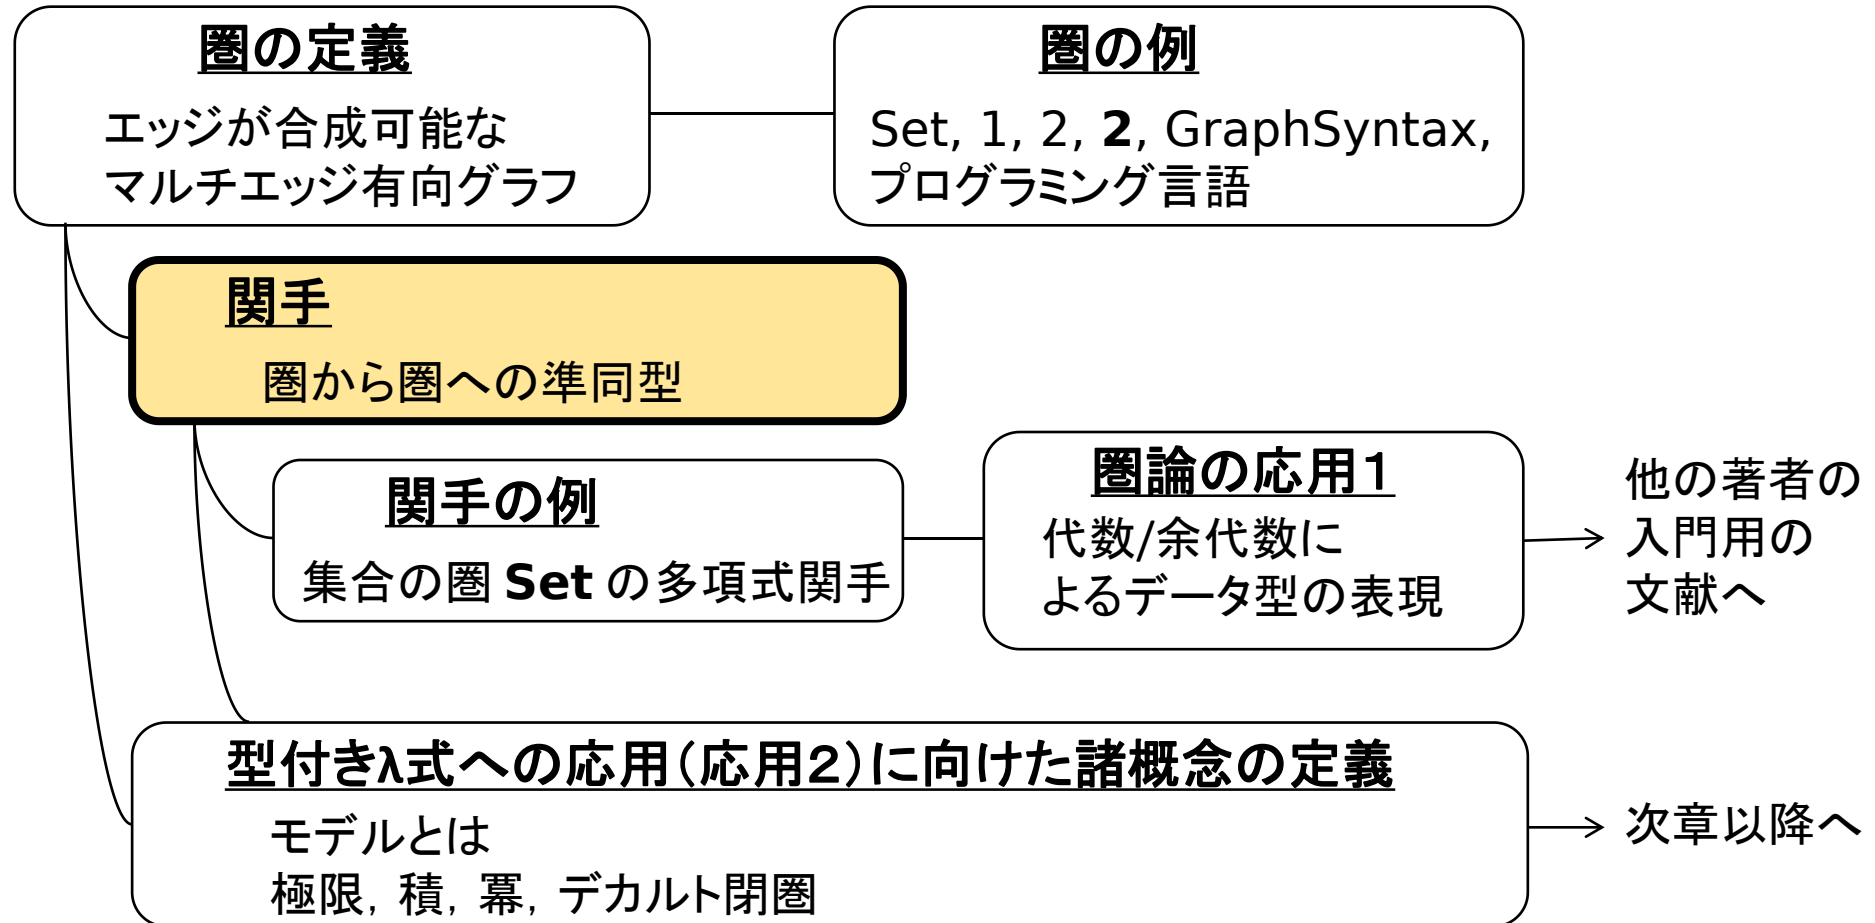 圏の定義
エッジが合成可能な
マルチエッジ有向グラフ
圏の例
Set, 1, 2, 2, GraphSyntax,
プログラミング言語
関手
圏から圏への準同型
関手の例
集合の圏 Set の多項式関手
圏論の応用１
代数/余代数に
よるデータ型の表現
他の著者の
入門用の
文献へ
型付きλ式への応用（応用２）に向けた諸概念の定義
モデルとは
極限, 積, 冪, デカルト閉圏
次章以降へ